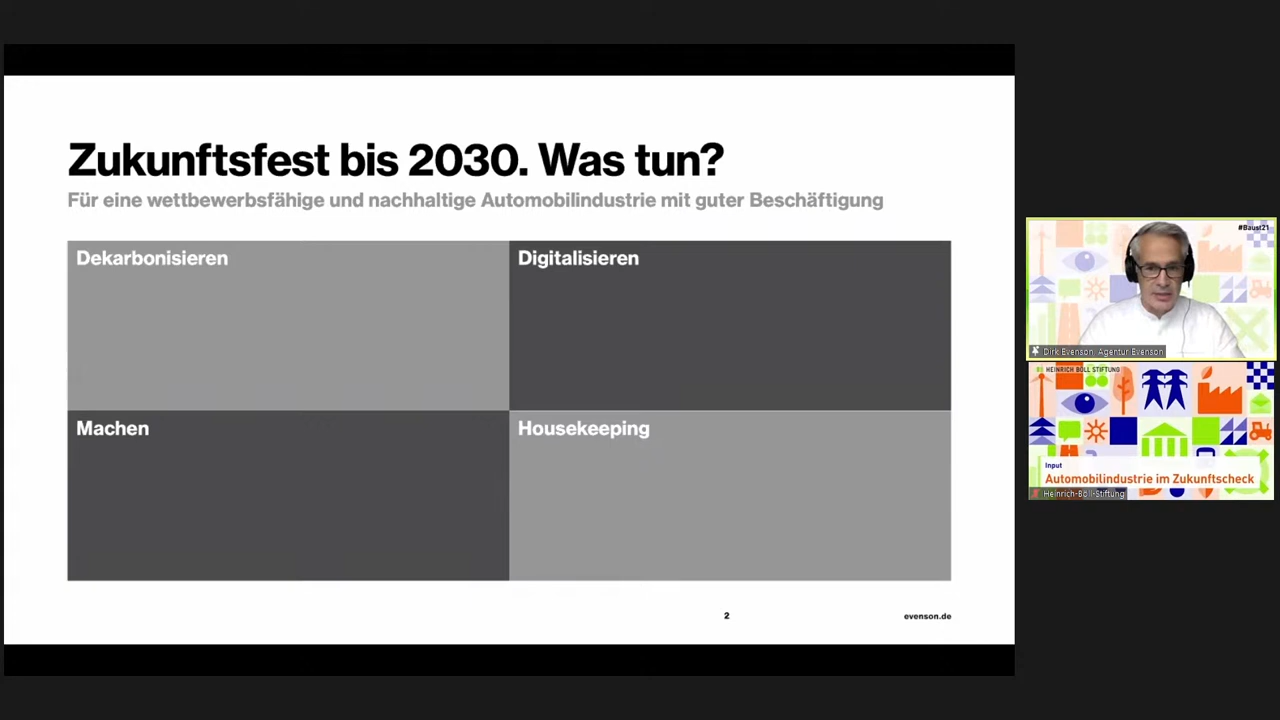 Zukunftsfest bis 2030. Was tun?
Für eine wettbewerbsfähige und nachhaltige Automobilindustrie mit guter Beschäftigung
Dekarbonisieren
Digitalisieren
Machen
Housekeeping
2
evenson.de
#Baust21
Dirk Evenson, Agentur Evenson
HEINRICH BÖLL STIFTUNG
Input
Automobilindustrie im Zukunftscheck
Heinrich-Böll-Stiftung